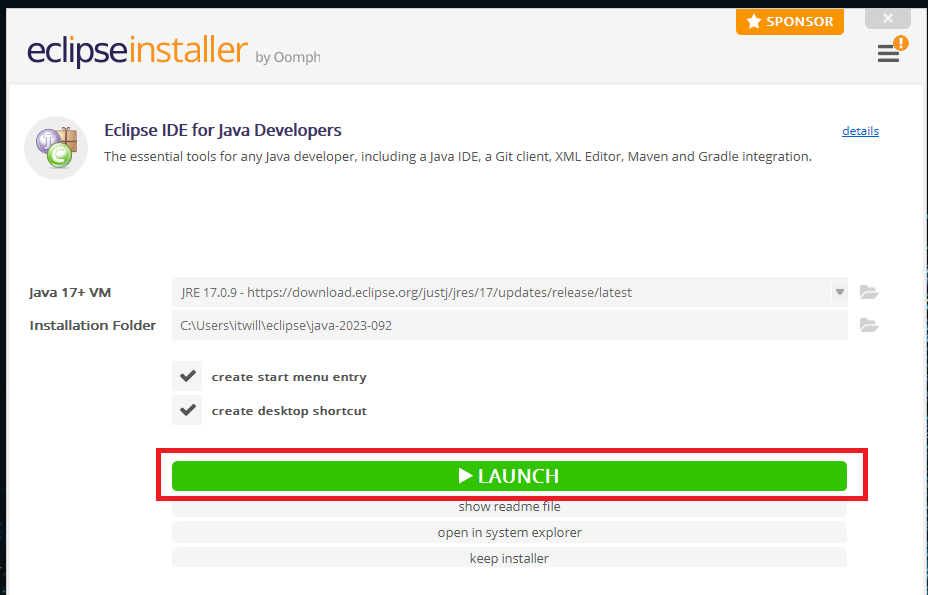 SPONSOR
eclipseinstaller by Oomph
Eclipse IDE for Java Developers
details
The essential tools for any Java developer, including a Java IDE, a Git client, XML Editor, Maven and Gradle integration.
Java 17+ VM
JRE 17.0.9 - https://download.eclipse.org/justj/jres/17/updates/release/latest
Installation Folder
C:\Users\itwill\eclipse\java-2023-092
create start menu entry
create desktop shortcut
LAUNCH
show readme file
open in system explorer
keep installer